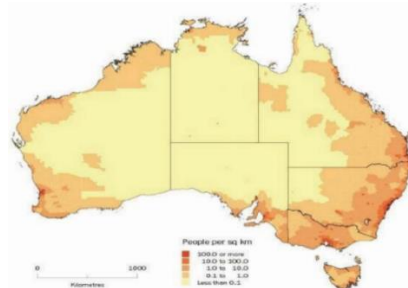 People per sq km
100.0 or more
10.0 to 100.0
1.0 to 10.0
0.1 to 1.0
Less than 0.1
0 1000
Kilometres